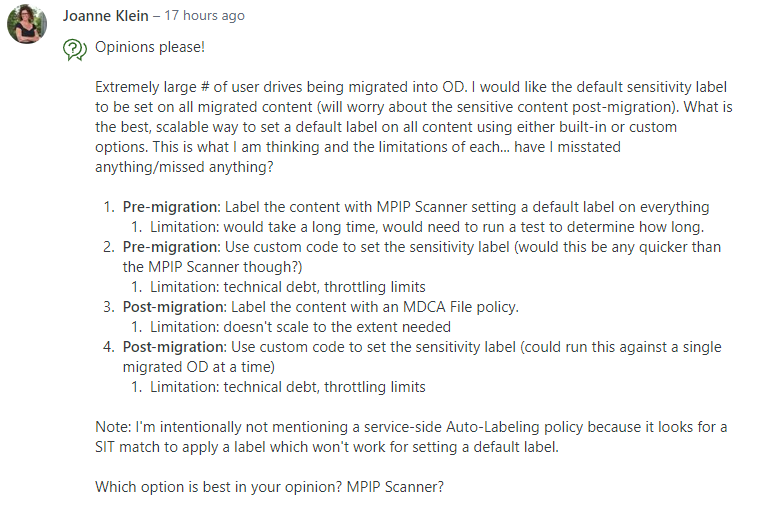 Joanne Klein – 17 hours ago
Opinions please!
Extremely large # of user drives being migrated into OD. I would like the default sensitivity label
to be set on all migrated content (will worry about the sensitive content post-migration). What is
the best, scalable way to set a default label on all content using either built-in or custom
options. This is what I am thinking and the limitations of each... have I misstated
anything/missed anything?
1. Pre-migration: Label the content with MPIP Scanner setting a default label on everything
1. Limitation: would take a long time, would need to run a test to determine how long.
2. Pre-migration: Use custom code to set the sensitivity label (would this be any quicker than
the MPIP Scanner though?)
1. Limitation: technical debt, throttling limits
3. Post-migration: Label the content with an MDCA File policy.
1. Limitation: doesn't scale to the extent needed
4. Post-migration: Use custom code to set the sensitivity label (could run this against a single
migrated OD at a time)
1. Limitation: technical debt, throttling limits
Note: I'm intentionally not mentioning a service-side Auto-Labeling policy because it looks for a
SIT match to apply a label which won't work for setting a default label.
Which option is best in your opinion? MPIP Scanner?